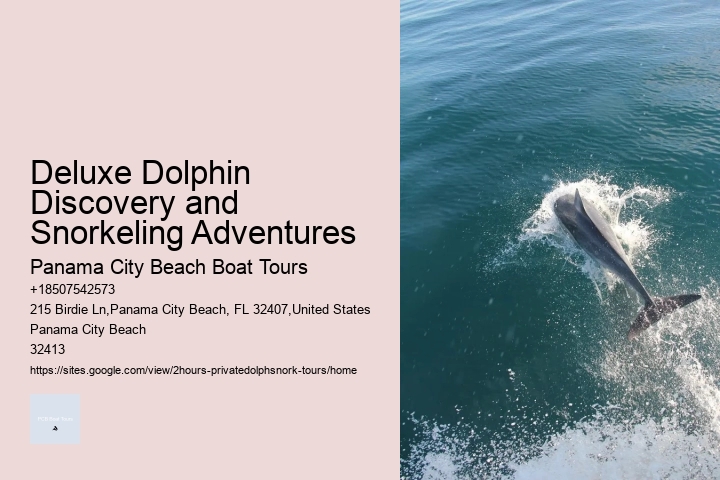 Deluxe Dolphin
Discovery and
Snorkeling Adventures
Panama City Beach Boat Tours
+18507542573
215 Birdie Ln,Panama City Beach, FL 32407,United States
Panama City Beach
32413
https://sites.google.com/view/2hours-privatedolphsnork-tours/home